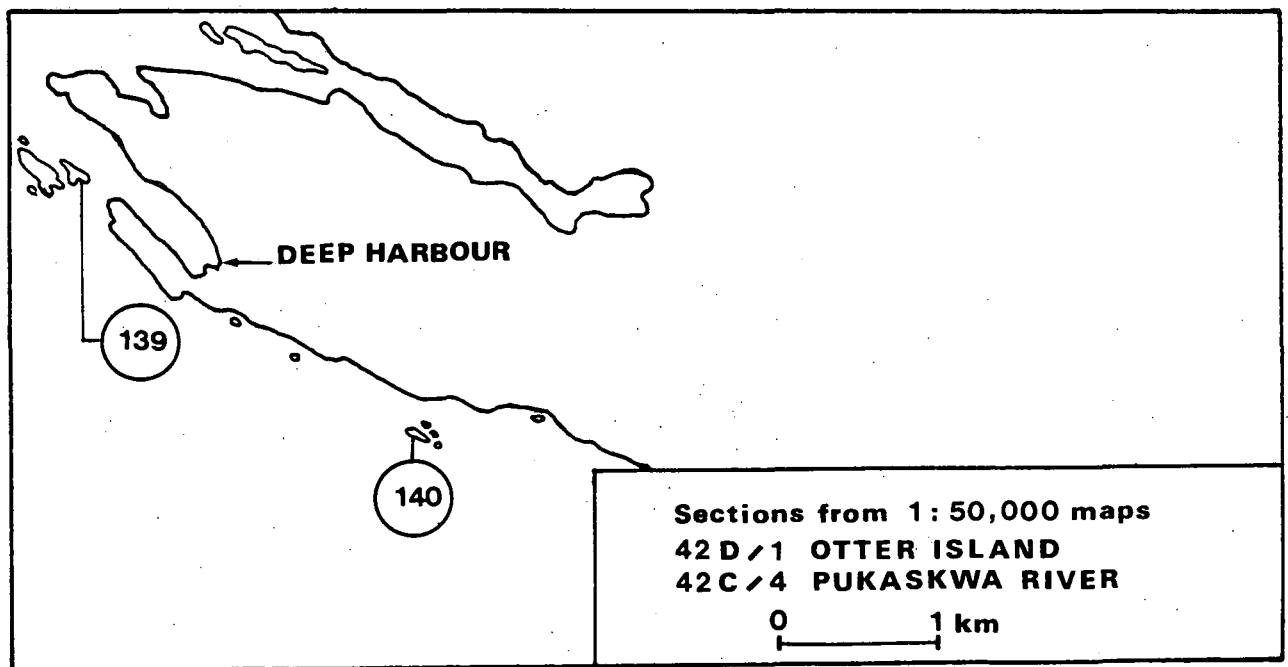 DEEP HARBOUR
139
140
Sections from 1:50,000 maps
42D/1 OTTER ISLAND
42C/4 PUKASKWA RIVER
0 1 km